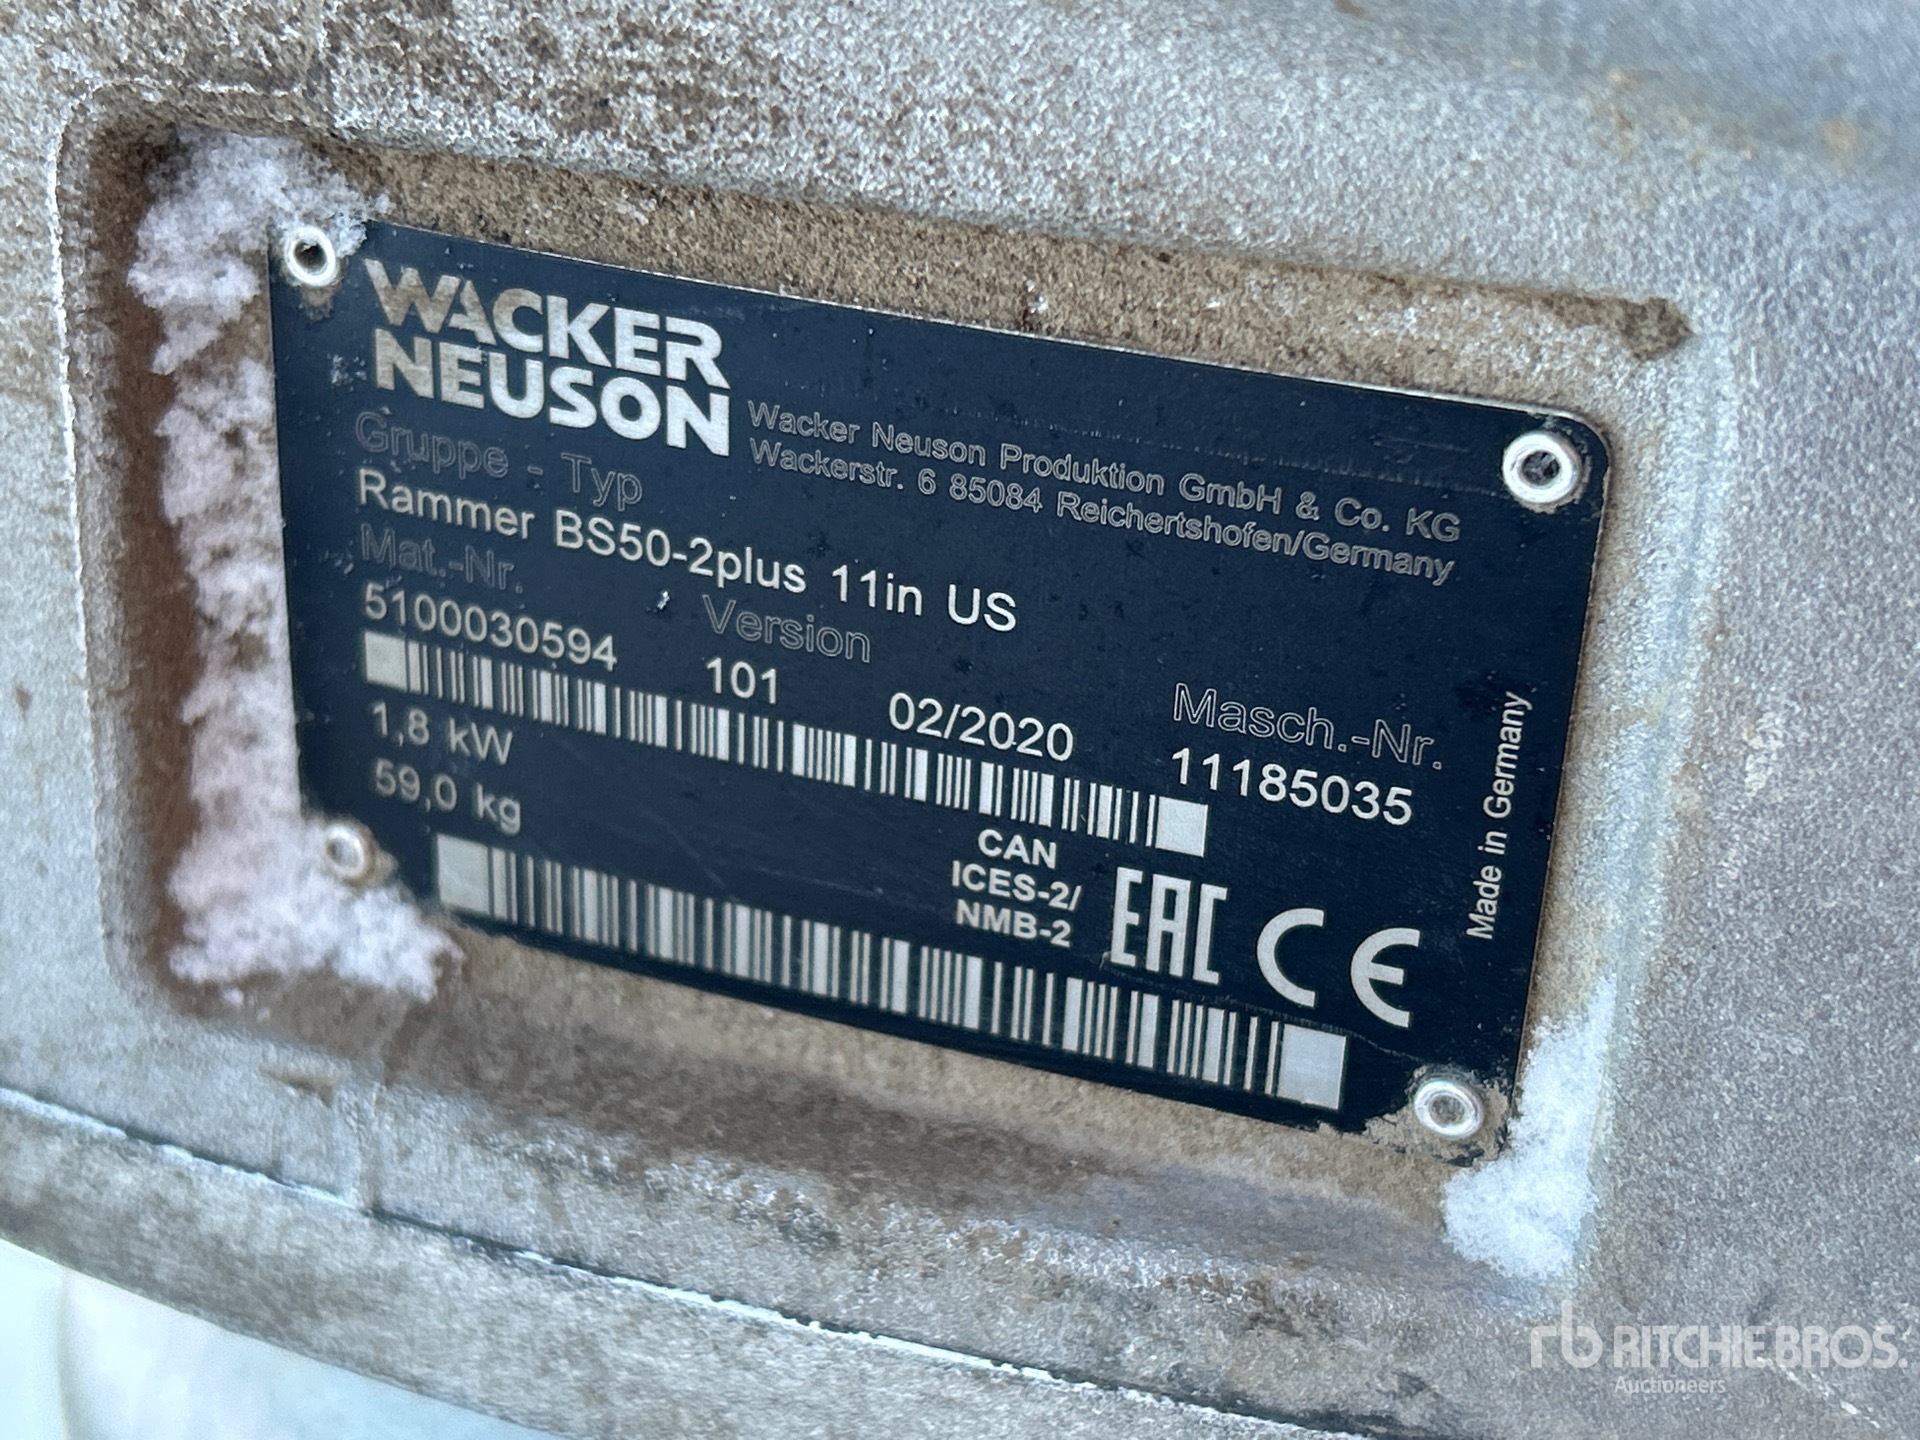 WACKER
NEUSON
Wacker Neuson Produktion GmbH & Co. KG
Wackerstr. 6 85084 Reichertshofen/Germany
Gruppe - Typ
Rammer BS50-2plus 11in US
Mat.-Nr. Version Masch.-Nr.
5100030594 101 02/2020 11185035
1,8 kW
59,0 kg
CAN
ICES-2/
NMB-2
EAC CE
Made in Germany
rb RITCHIE BROS.
Auctioneers